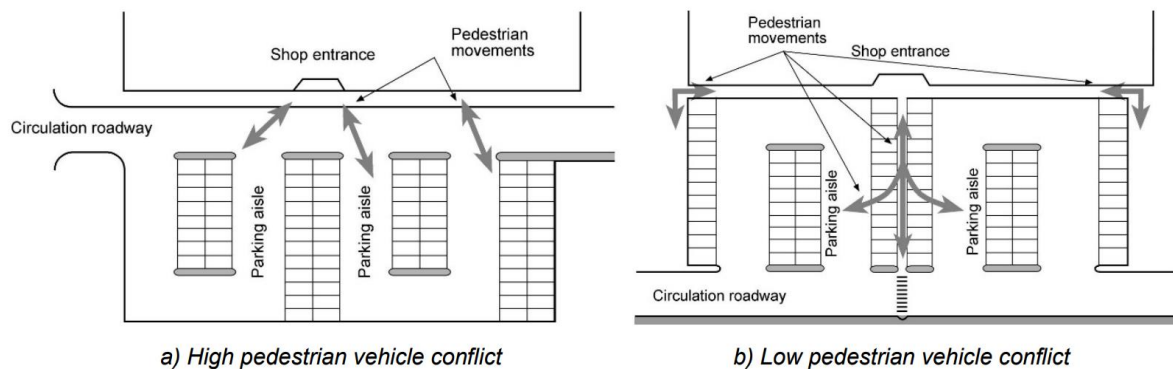 Pedestrian
movements
Shop entrance
Circulation roadway
Parking aisle
Parking aisle
a) High pedestrian vehicle conflict
Pedestrian
movements
Shop entrance
Parking aisle
Parking aisle
Circulation roadway
b) Low pedestrian vehicle conflict